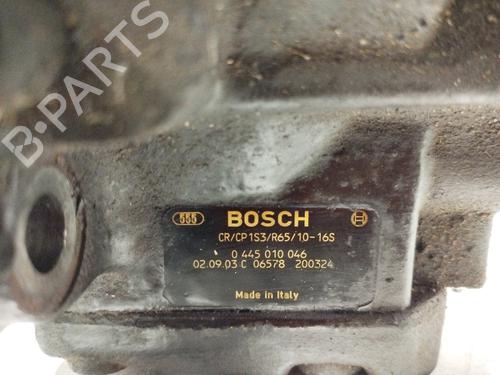 B-PARTS
555 BOSCH
CR/CP1S3/R65/10-16S
0 445 010 046
02.09.03 C 06578 200324
Made in Italy